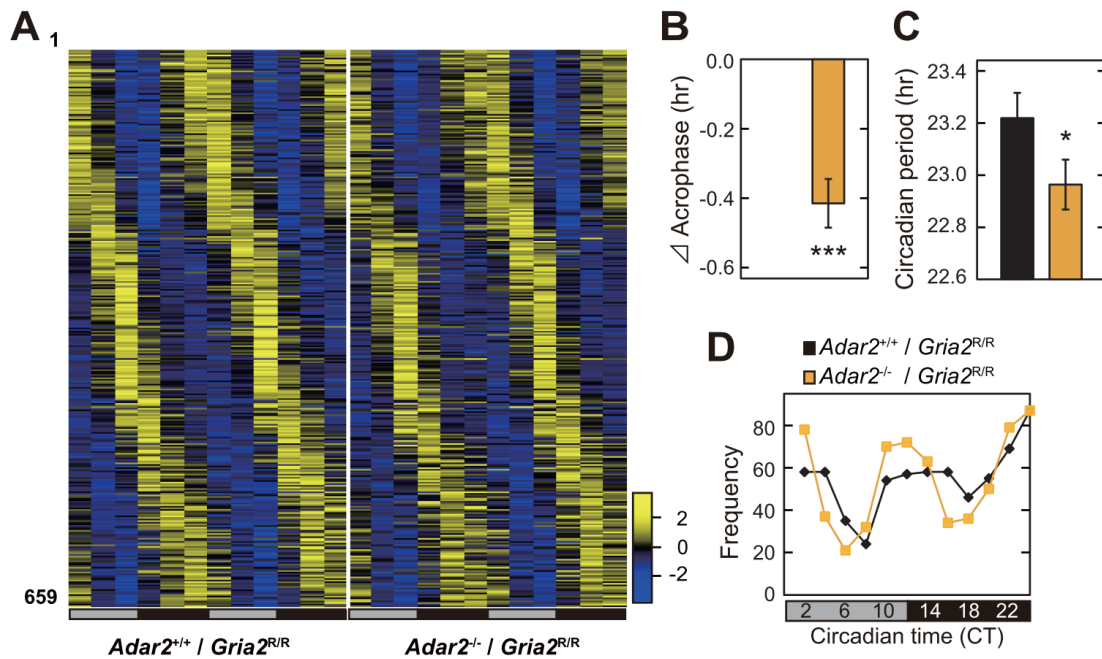 A
1
659
2
0
-2
Adar2+/+ / Gria2R/R
Adar2-/- / Gria2R/R
B
⊿ Acrophase (hr)
0.0
-0.2
-0.4
-0.6
***
C
Circadian period (hr)
23.4
23.2
23.0
22.8
22.6
*
D
Adar2+/+ / Gria2R/R
Adar2-/- / Gria2R/R
Frequency
80
60
40
20
0
2 6 10 14 18 22
Circadian time (CT)